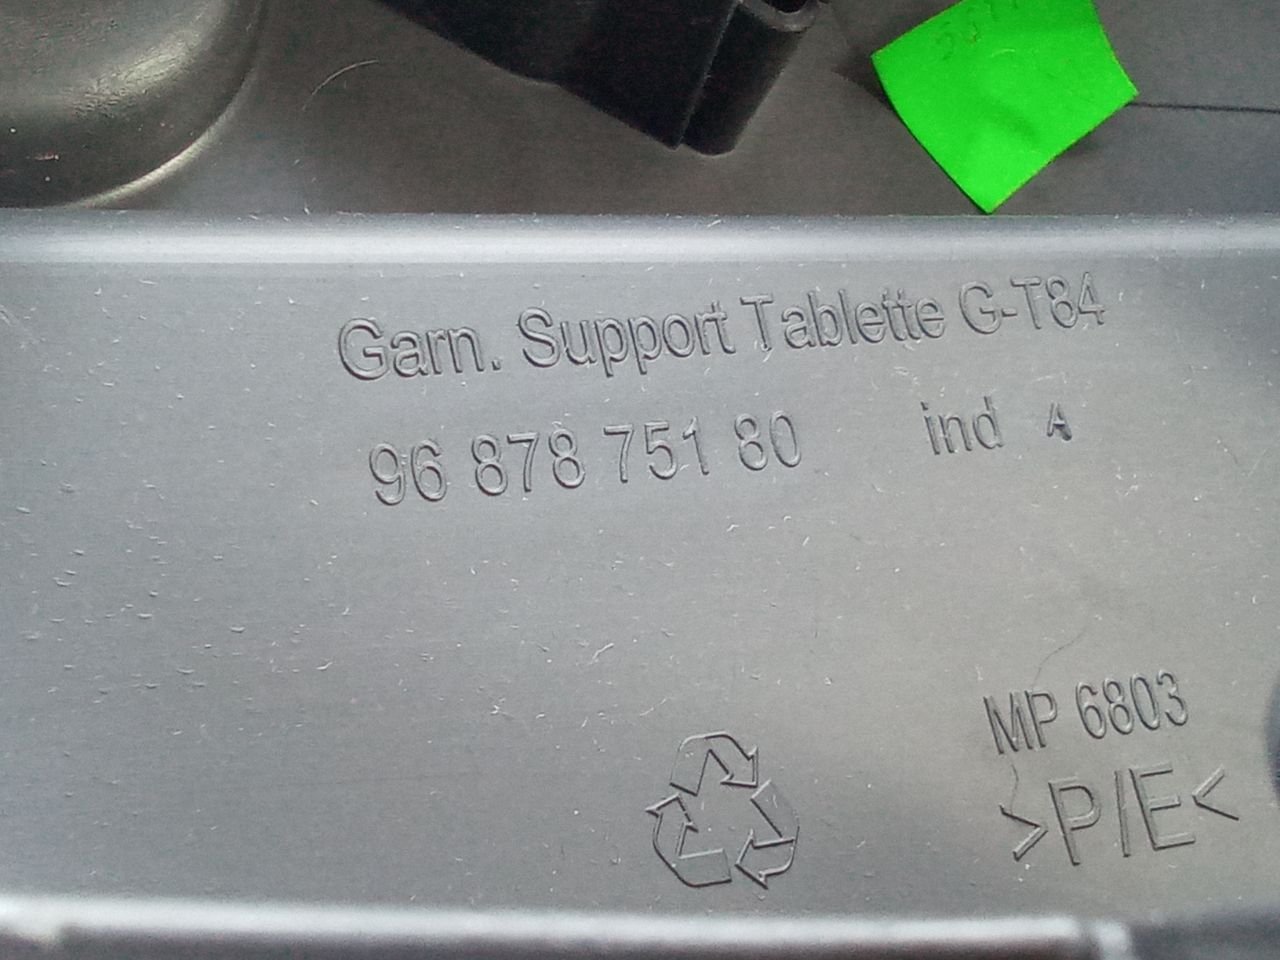 Garn. Support Tablette G-T84
96 878 751 80 ind A
MP 6803
>P/E<